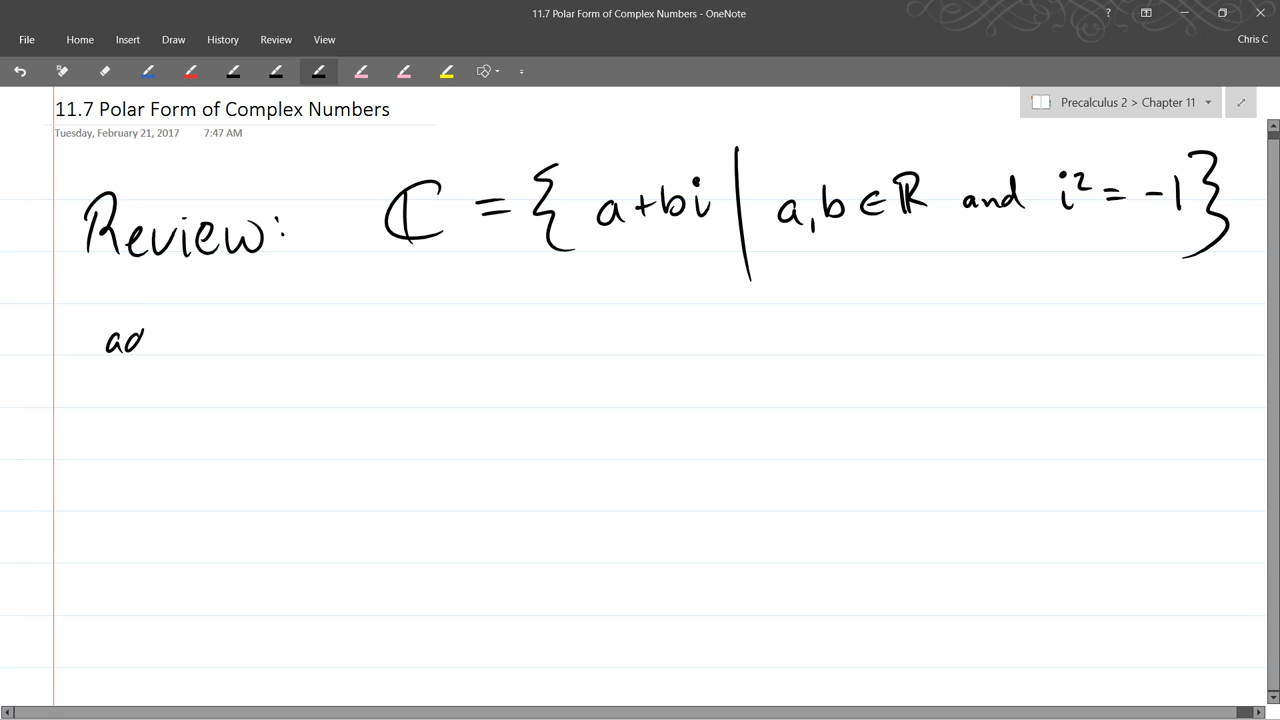 11.7 Polar Form of Complex Numbers - OneNote
?
File Home Insert Draw History Review View
Chris C
11.7 Polar Form of Complex Numbers
Precalculus 2 > Chapter 11
Tuesday, February 21, 2017 7:47 AM
Review: ℂ = { a+bi | a,b ∈ ℝ and i² = -1 }
ad